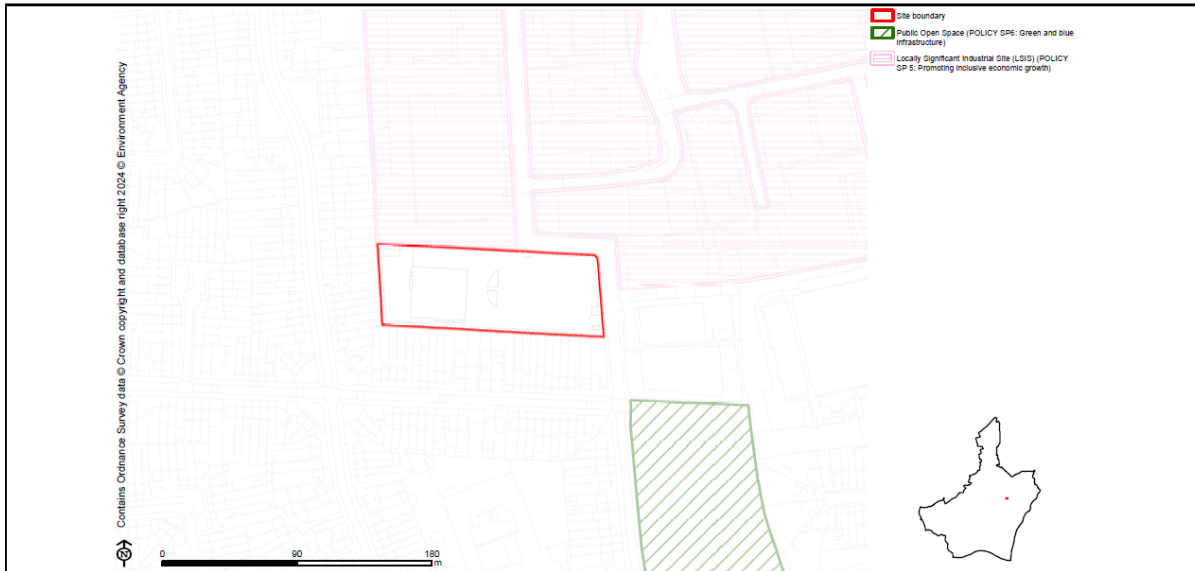 Site boundary
Public Open Space (POLICY SP6: Green and blue
infrastructure)
Locally Significant Industrial Site (LSIS) (POLICY
SP 5: Promoting inclusive economic growth)
Contains Ordnance Survey data © Crown copyright and database right 2024 © Environment Agency
N
0 90 180
m